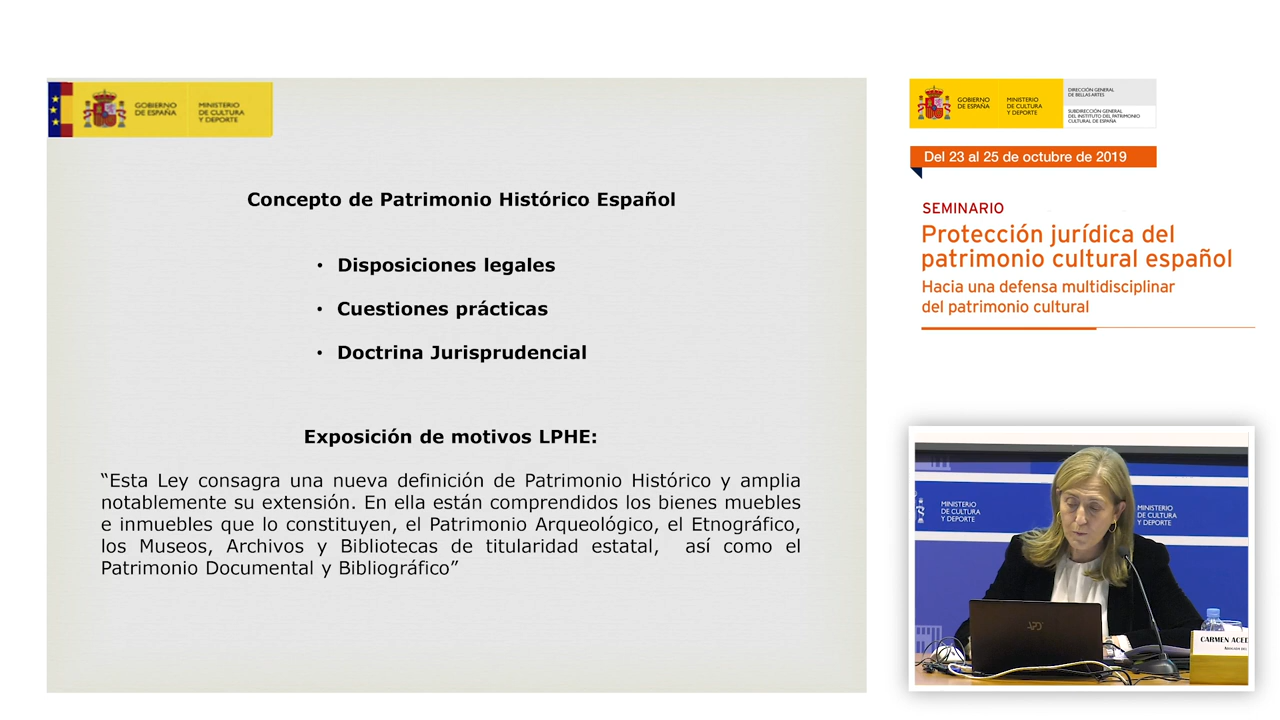 GOBIERNO
DE ESPAÑA
MINISTERIO
DE CULTURA
Y DEPORTE
Concepto de Patrimonio Histórico Español
• Disposiciones legales
• Cuestiones prácticas
• Doctrina Jurisprudencial
Exposición de motivos LPHE:
“Esta Ley consagra una nueva definición de Patrimonio Histórico y amplia
notablemente su extensión. En ella están comprendidos los bienes muebles
e inmuebles que lo constituyen, el Patrimonio Arqueológico, el Etnográfico,
los Museos, Archivos y Bibliotecas de titularidad estatal, así como el
Patrimonio Documental y Bibliográfico”
GOBIERNO
DE ESPAÑA
MINISTERIO
DE CULTURA
Y DEPORTE
DIRECCIÓN GENERAL
DE BELLAS ARTES
SUBDIRECCIÓN GENERAL
DEL INSTITUTO DEL PATRIMONIO
CULTURAL DE ESPAÑA
Del 23 al 25 de octubre de 2019
SEMINARIO
Protección jurídica del
patrimonio cultural español
Hacia una defensa multidisciplinar
del patrimonio cultural
MINISTERIO
DE CULTURA
Y DEPORTE
MINISTERIO
DE CULTURA
Y DEPORTE
CARMEN ACED